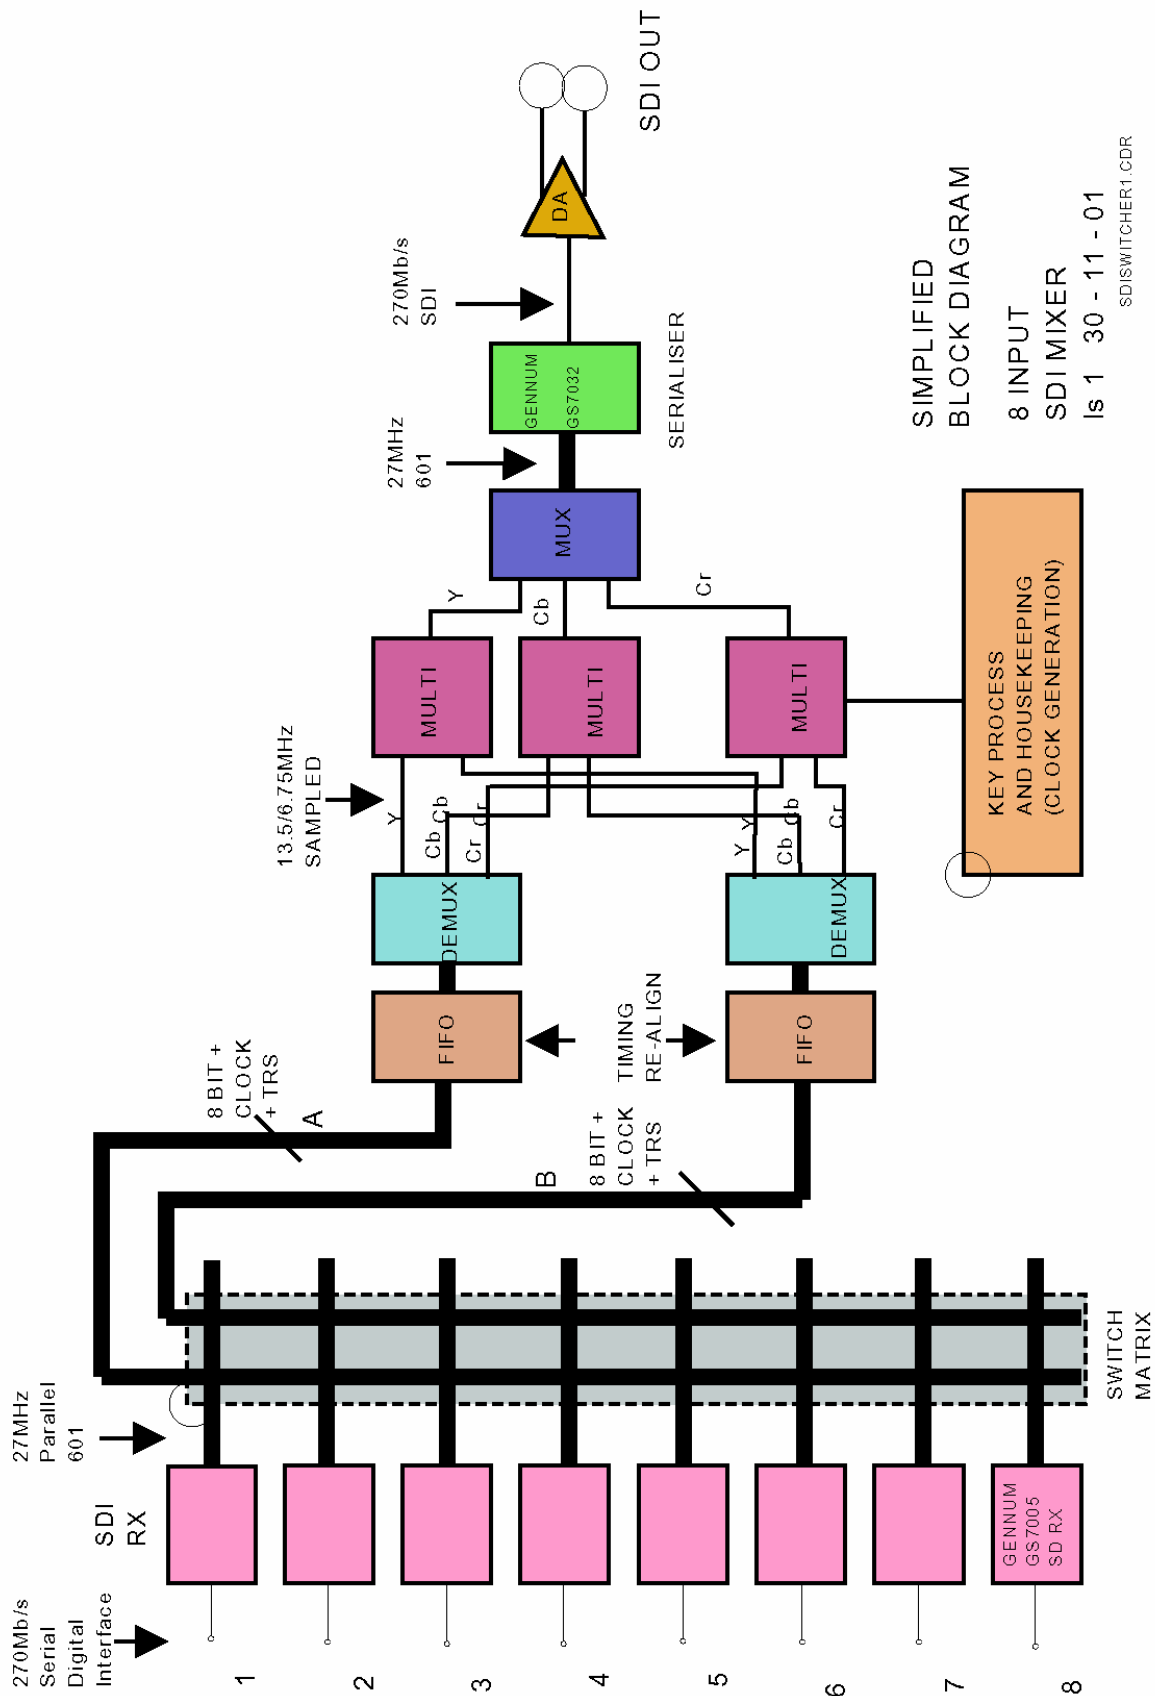 270Mb/s
Serial
Digital
Interface
1
2
3
4
5
6
7
8
SDI
RX
GENNUM
GS7005
SD RX
27MHz
Parallel
601
SWITCH
MATRIX
8 BIT +
CLOCK
+ TRS
A
B
8 BIT +
CLOCK
+ TRS
FIFO
TIMING
RE-ALIGN
FIFO
DEMUX
DEMUX
13.5/6.75MHz
SAMPLED
Y
Cb
Cr
Cb
Cr
Y
Cb
Cr
Y
Cb
MULTI
MULTI
MULTI
Y
Cb
Cr
MUX
27MHz
601
GENNUM
GS7032
SERIALISER
270Mb/s
SDI
DA
SDI OUT
KEY PROCESS
AND HOUSEKEEPING
(CLOCK GENERATION)
SIMPLIFIED
BLOCK DIAGRAM
8 INPUT
SDI MIXER
Is 1 30 - 11 - 01
SDISWITCHER1.CDR